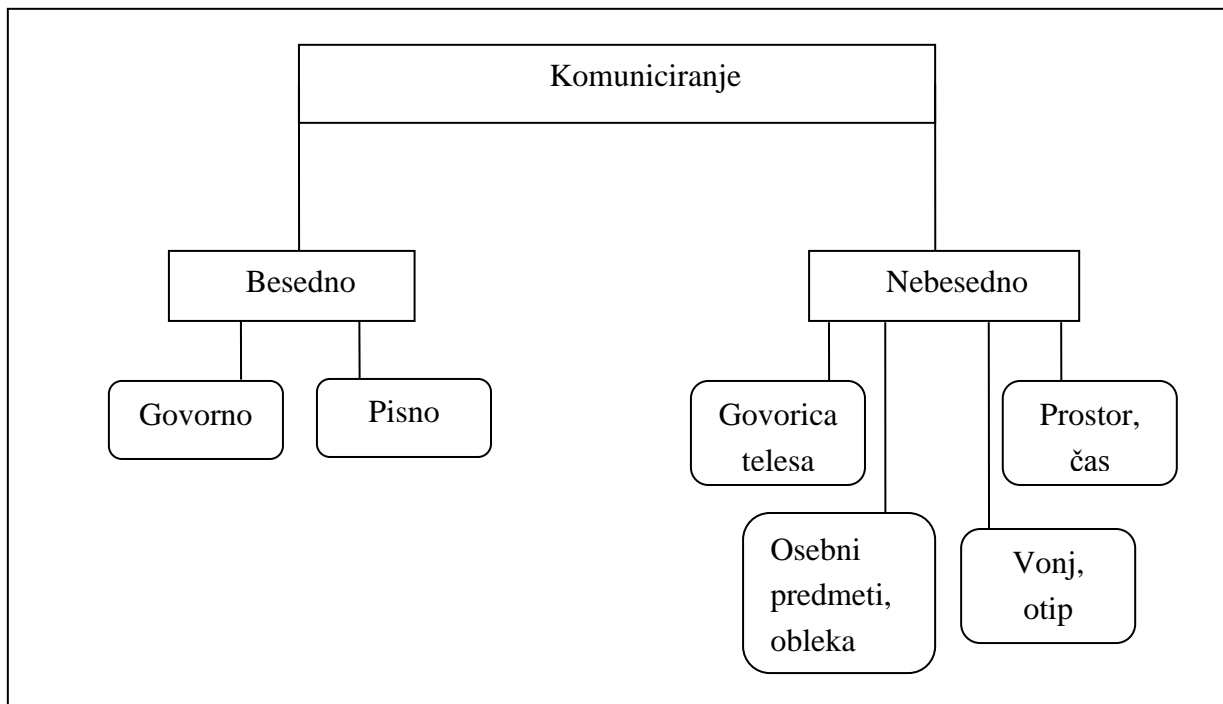 Komuniciranje
Besedno
Nebesedno
Govorno
Pisno
Govorica
telesa
Prostor,
čas
Osebni
predmeti,
obleka
Vonj,
otip